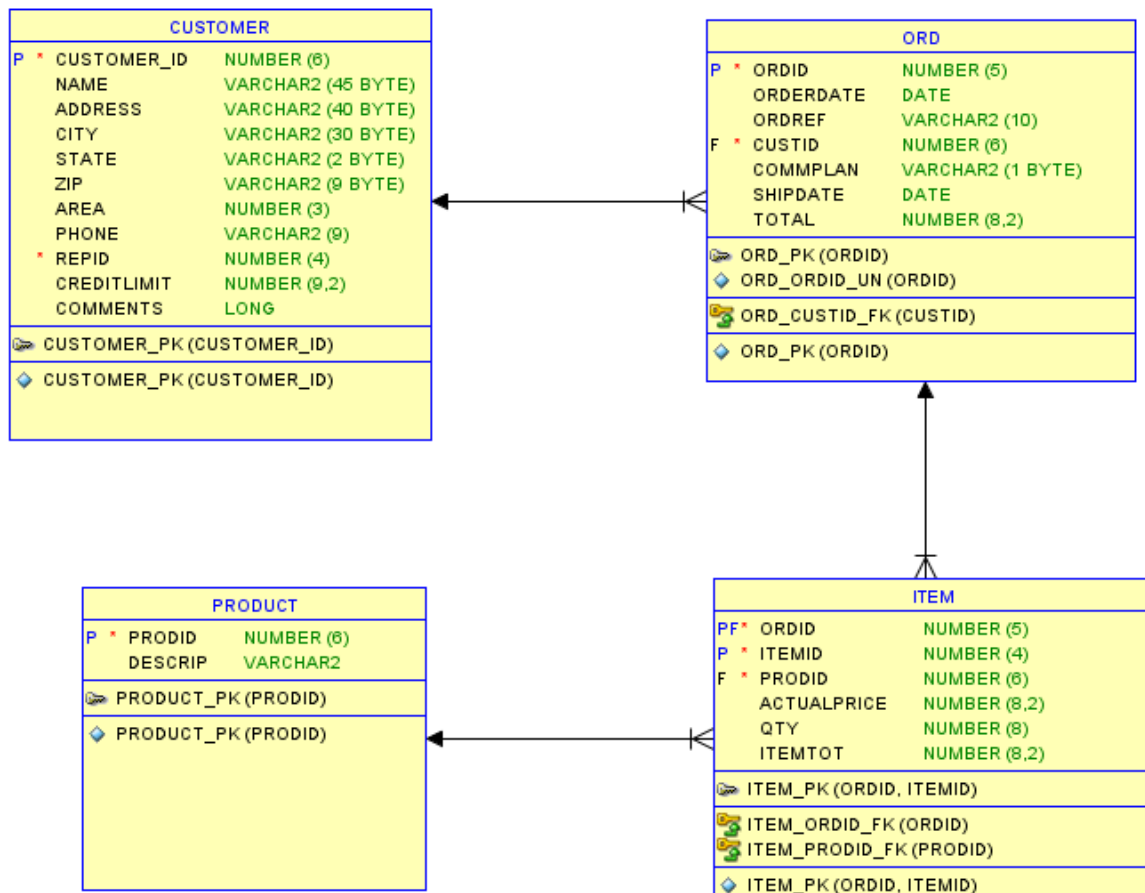 CUSTOMER
P * CUSTOMER_ID NUMBER (6)
NAME VARCHAR2 (45 BYTE)
ADDRESS VARCHAR2 (40 BYTE)
CITY VARCHAR2 (30 BYTE)
STATE VARCHAR2 (2 BYTE)
ZIP VARCHAR2 (9 BYTE)
AREA NUMBER (3)
PHONE VARCHAR2 (9)
* REPID NUMBER (4)
CREDITLIMIT NUMBER (9,2)
COMMENTS LONG
CUSTOMER_PK (CUSTOMER_ID)
CUSTOMER_PK (CUSTOMER_ID)
ORD
P * ORDID NUMBER (5)
ORDERDATE DATE
ORDREF VARCHAR2 (10)
F * CUSTID NUMBER (6)
COMMPLAN VARCHAR2 (1 BYTE)
SHIPDATE DATE
TOTAL NUMBER (8,2)
ORD_PK (ORDID)
ORD_ORDID_UN (ORDID)
ORD_CUSTID_FK (CUSTID)
ORD_PK (ORDID)
PRODUCT
P * PRODID NUMBER (6)
DESCRIP VARCHAR2
PRODUCT_PK (PRODID)
PRODUCT_PK (PRODID)
ITEM
PF* ORDID NUMBER (5)
P * ITEMID NUMBER (4)
F * PRODID NUMBER (6)
ACTUALPRICE NUMBER (8,2)
QTY NUMBER (8)
ITEMTOT NUMBER (8,2)
ITEM_PK (ORDID, ITEMID)
ITEM_ORDID_FK (ORDID)
ITEM_PRODID_FK (PRODID)
ITEM_PK (ORDID, ITEMID)